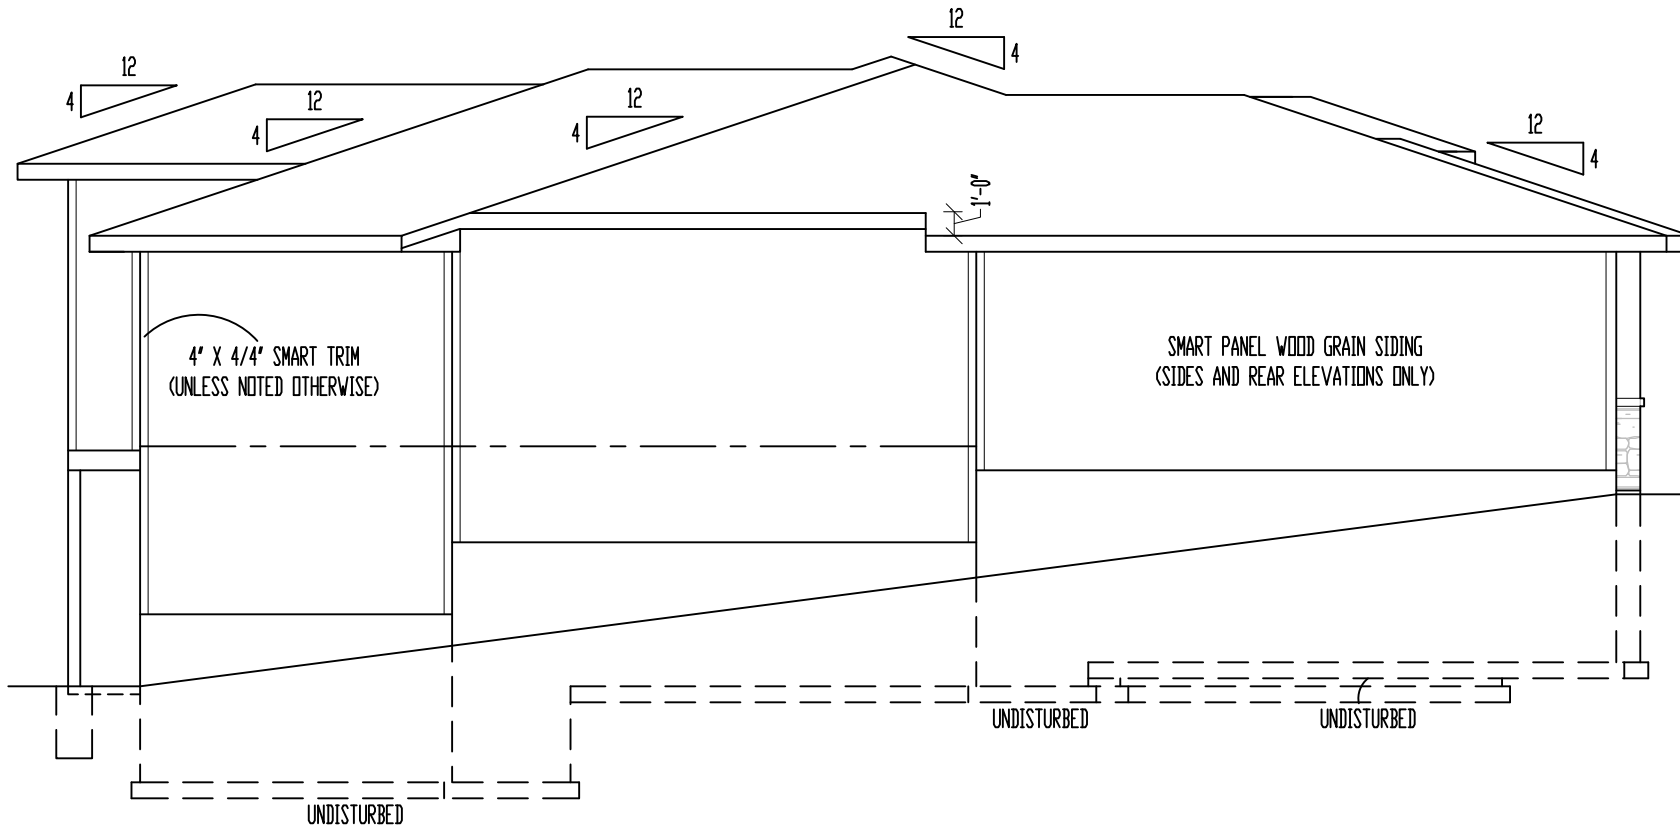 12
4
12
4
12
4
12
4
12
4
1'-0"
4" X 4/4" SMART TRIM
(UNLESS NOTED OTHERWISE)
SMART PANEL WOOD GRAIN SIDING
(SIDES AND REAR ELEVATIONS ONLY)
UNDISTURBED
UNDISTURBED
UNDISTURBED